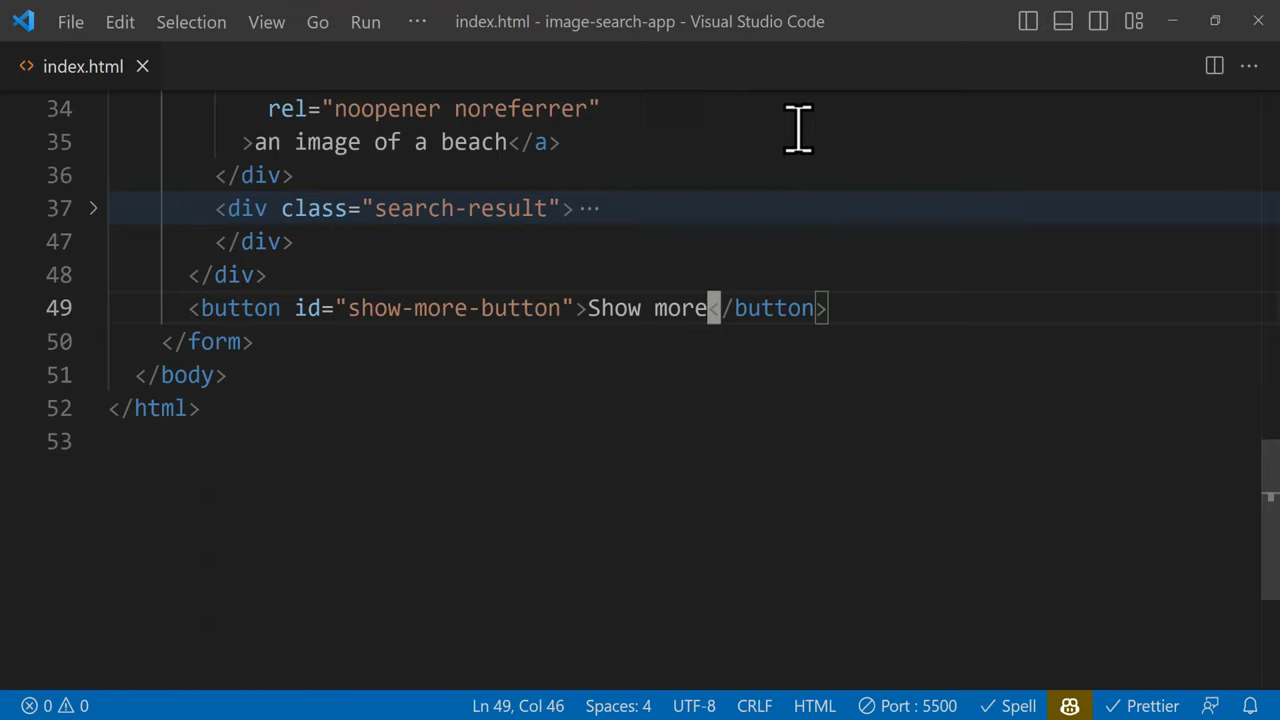 File Edit Selection View Go Run ··· index.html - image-search-app - Visual Studio Code
<> index.html
34 rel="noopener noreferrer"
35 >an image of a beach</a>
36 </div>
37 > <div class="search-result">···
47 </div>
48 </div>
49 <button id="show-more-button">Show more</button>
50 </form>
51 </body>
52 </html>
53
0 0 Ln 49, Col 46 Spaces: 4 UTF-8 CRLF HTML Port : 5500 Spell Prettier